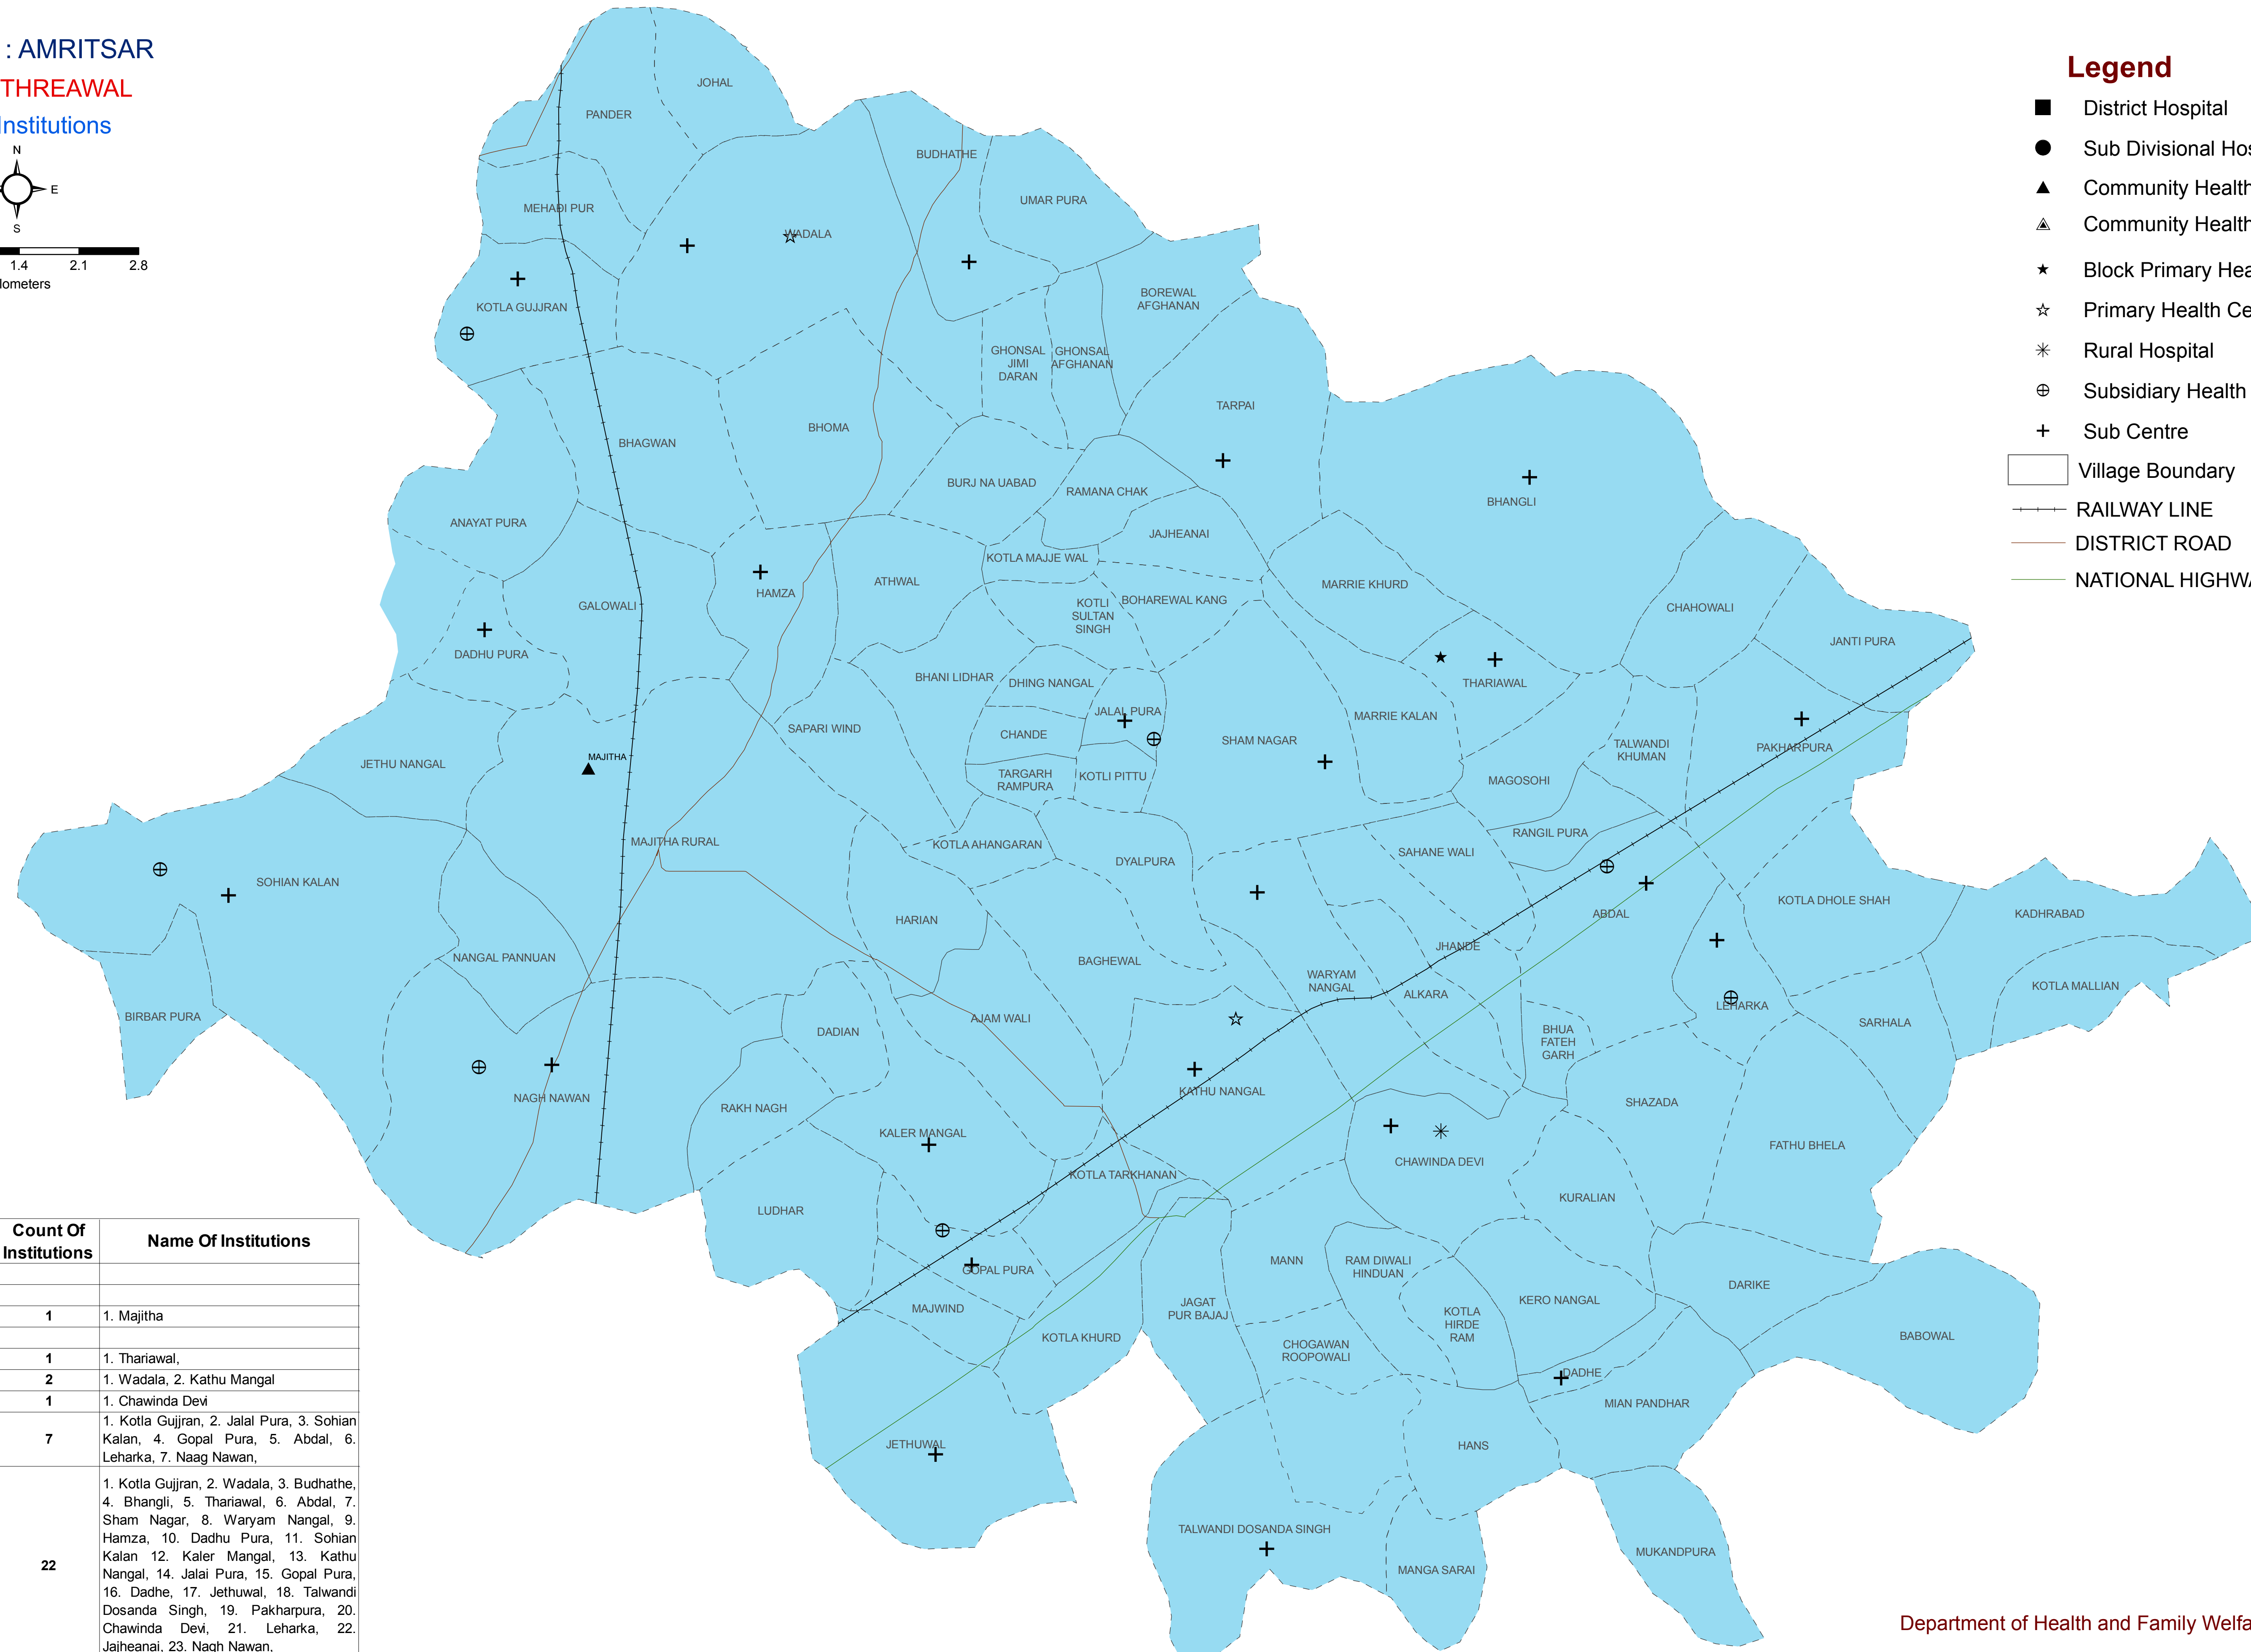 : AMRITSAR
THREAWAL
Institutions
N
E
S
1.4 2.1 2.8
lometers
Legend
District Hospital
Sub Divisional Hos
Community Health
Community Health
Block Primary Hea
Primary Health Ce
Rural Hospital
Subsidiary Health
Sub Centre
Village Boundary
RAILWAY LINE
DISTRICT ROAD
NATIONAL HIGHWA
JOHAL
PANDER
BUDHATHE
UMAR PURA
MEHADI PUR
WADALA
KOTLA GUJJRAN
BOREWAL
AFGHANAN
GHONSAL
JIMI
DARAN
GHONSAL
AFGHANAN
TARPAI
BHOMA
BHAGWAN
BURJ NA UABAD
RAMANA CHAK
BHANGLI
ANAYAT PURA
JAJHEANAI
KOTLA MAJJE WAL
ATHWAL
MARRIE KHURD
HAMZA
GALOWALI
KOTLI
SULTAN
SINGH
BOHAREWAL KANG
CHAHOWALI
JANTI PURA
DADHU PURA
BHANI LIDHAR
DHING NANGAL
THARIAWAL
JALAL PURA
MARRIE KALAN
SAPARI WIND
CHANDE
SHAM NAGAR
TALWANDI
KHUMAN
PAKHARPURA
JETHU NANGAL
MAJITHA
TARGARH
RAMPURA
KOTLI PITTU
MAGOSOHI
RANGIL PURA
MAJITHA RURAL
KOTLA AHANGARAN
DYALPURA
SAHANE WALI
SOHIAN KALAN
KOTLA DHOLE SHAH
HARIAN
ABDAL
KADHRABAD
JHANDE
NANGAL PANNUAN
BAGHEWAL
WARYAM
NANGAL
ALKARA
KOTLA MALLIAN
LEHARKA
BIRBAR PURA
AJAM WALI
SARHALA
DADIAN
BHUA
FATEH
GARH
NAGH NAWAN
KATHU NANGAL
RAKH NAGH
SHAZADA
KALER MANGAL
FATHU BHELA
CHAWINDA DEVI
KOTLA TARKHANAN
KURALIAN
LUDHAR
MANN
RAM DIWALI
HINDUAN
GOPAL PURA
DARIKE
MAJWIND
JAGAT
PUR BAJAJ
KERO NANGAL
KOTLA
HIRDE
RAM
KOTLA KHURD
BABOWAL
CHOGAWAN
ROOPOWALI
DADHE
MIAN PANDHAR
JETHUWAL
HANS
TALWANDI DOSANDA SINGH
MUKANDPURA
MANGA SARAI
Count Of
Institutions
Name Of Institutions
1 1. Majitha
1 1. Thariawal,
2 1. Wadala, 2. Kathu Mangal
1 1. Chawinda Devi
7
1. Kotla Gujjran, 2. Jalal Pura, 3. Sohian
Kalan, 4. Gopal Pura, 5. Abdal, 6.
Leharka, 7. Naag Nawan,
22
1. Kotla Gujjran, 2. Wadala, 3. Budhathe,
4. Bhangli, 5. Thariawal, 6. Abdal, 7.
Sham Nagar, 8. Waryam Nangal, 9.
Hamza, 10. Dadhu Pura, 11. Sohian
Kalan 12. Kaler Mangal, 13. Kathu
Nangal, 14. Jalai Pura, 15. Gopal Pura,
16. Dadhe, 17. Jethuwal, 18. Talwandi
Dosanda Singh, 19. Pakharpura, 20.
Chawinda Devi, 21. Leharka, 22.
Jajheanai, 23. Nagh Nawan,
Department of Health and Family Welfa